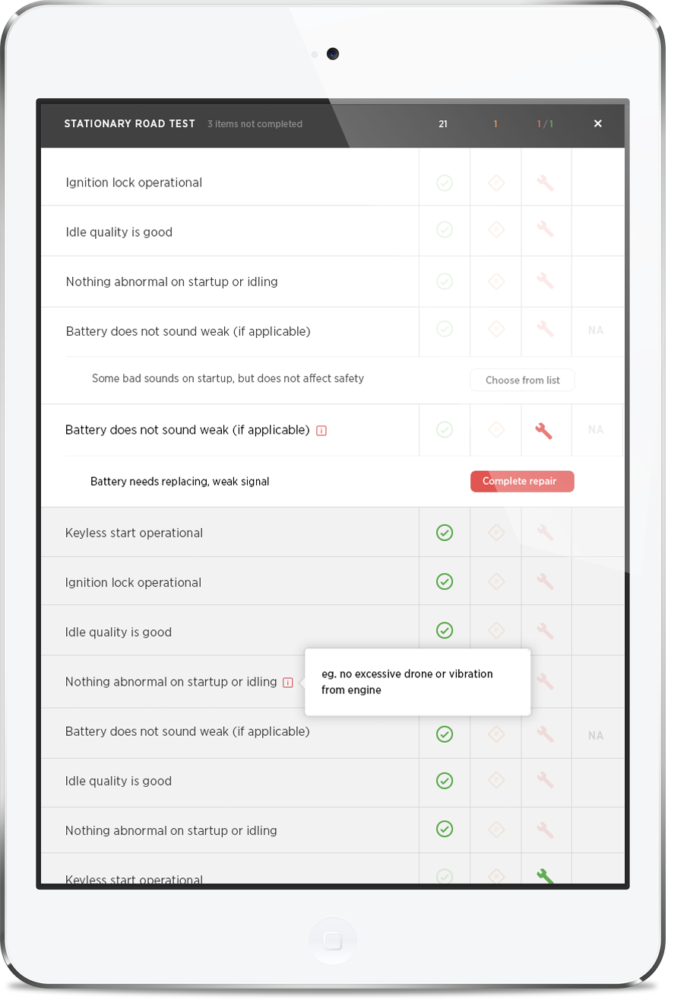 STATIONARY ROAD TEST 3 items not completed 21 1 1 / 1
Ignition lock operational
Idle quality is good
Nothing abnormal on startup or idling
Battery does not sound weak (if applicable) NA
Some bad sounds on startup, but does not affect safety Choose from list
Battery does not sound weak (if applicable) NA
Battery needs replacing, weak signal Complete repair
Keyless start operational
Ignition lock operational
Idle quality is good
Nothing abnormal on startup or idling
eg. no excessive drone or vibration
from engine
Battery does not sound weak (if applicable) NA
Idle quality is good
Nothing abnormal on startup or idling
Keyless start operational